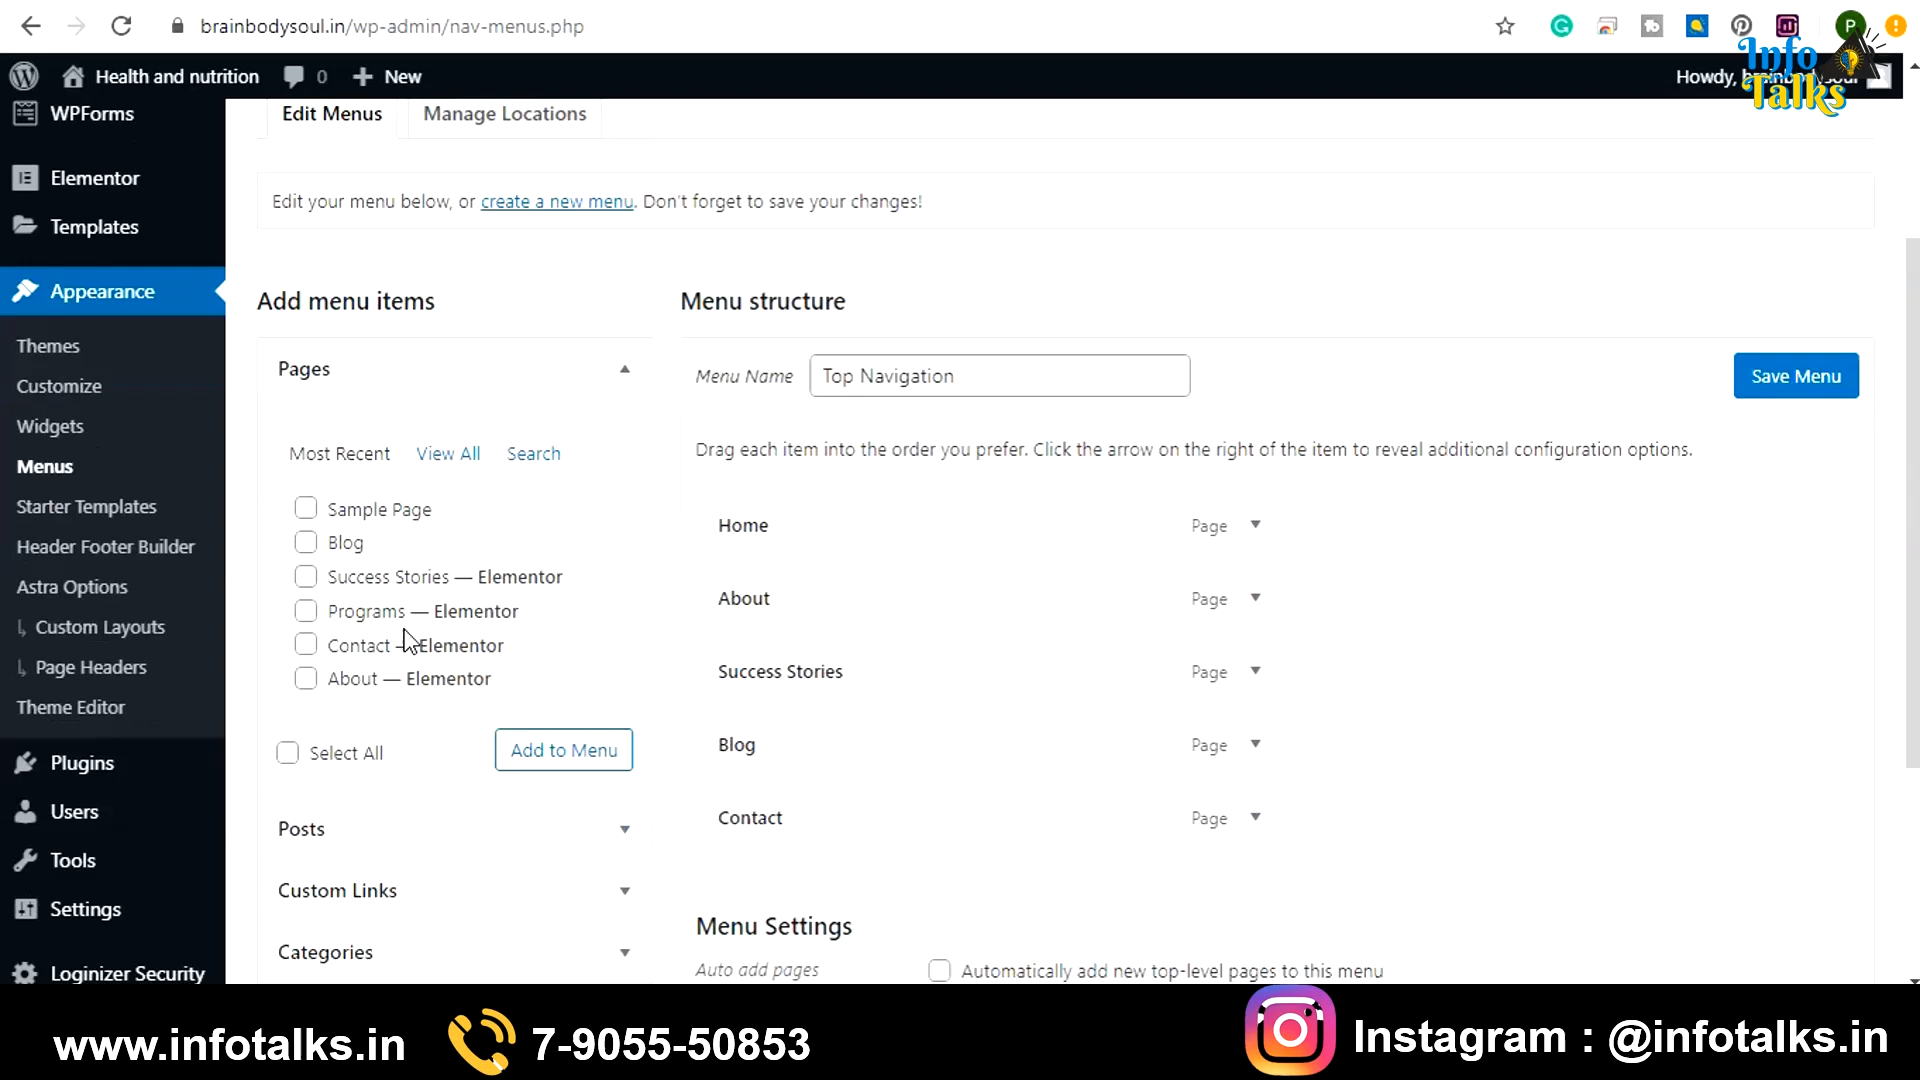 brainbodysoul.in/wp-admin/nav-menus.php
P
Health and nutrition
0
New
Howdy,
Info
Talks
WPForms
Elementor
Templates
Appearance
Themes
Customize
Widgets
Menus
Starter Templates
Header Footer Builder
Astra Options
Custom Layouts
Page Headers
Theme Editor
Plugins
Users
Tools
Settings
Loginizer Security
Edit Menus
Manage Locations
Edit your menu below, or create a new menu. Don't forget to save your changes!
Add menu items
Pages
Most Recent
View All
Search
Sample Page
Blog
Success Stories — Elementor
Programs — Elementor
Contact — Elementor
About — Elementor
Select All
Add to Menu
Posts
Custom Links
Categories
Menu structure
Menu Name
Top Navigation
Save Menu
Drag each item into the order you prefer. Click the arrow on the right of the item to reveal additional configuration options.
Home
Page
About
Page
Success Stories
Page
Blog
Page
Contact
Page
Menu Settings
Auto add pages
Automatically add new top-level pages to this menu
www.infotalks.in
7-9055-50853
Instagram : @infotalks.in